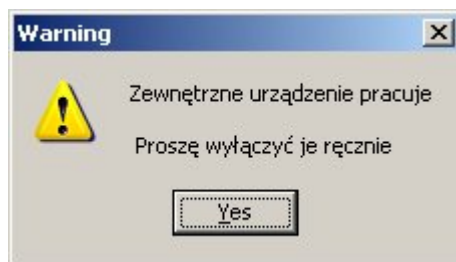 Warning
Zewnętrzne urządzenie pracuje
Proszę wyłączyć je ręcznie
Yes